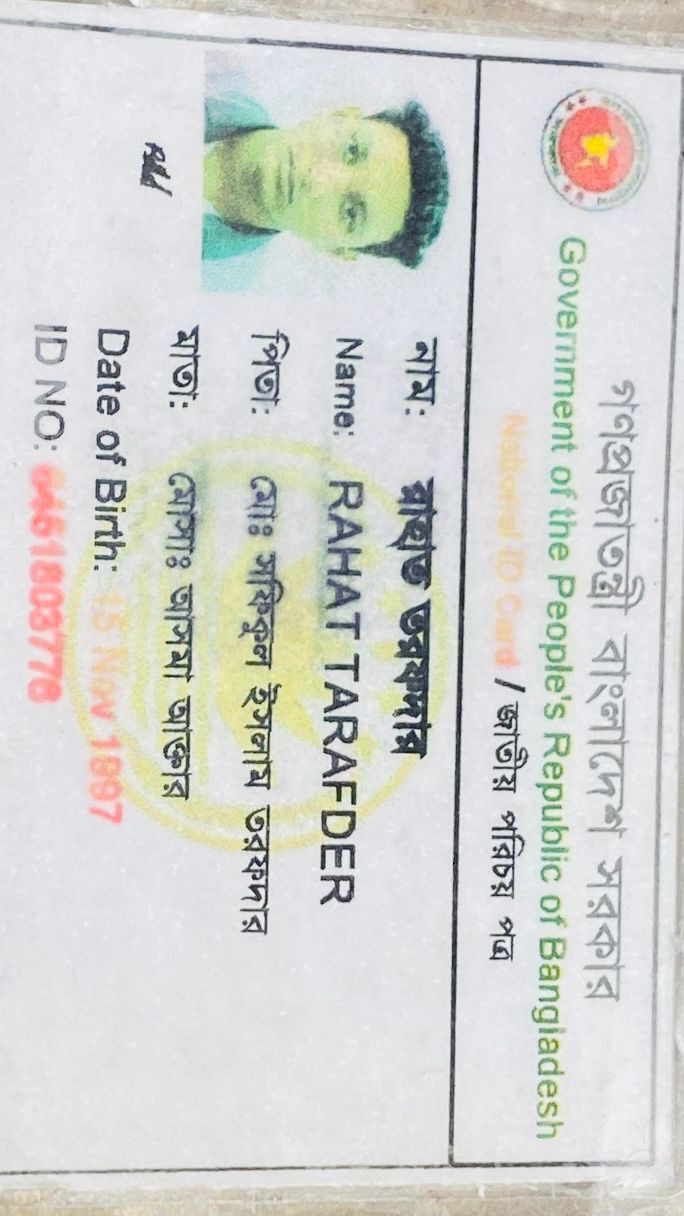 গণপ্রজাতন্ত্রী বাংলাদেশ সরকার
Government of the People's Republic of Bangladesh
National ID Card / জাতীয় পরিচয় পত্র
নাম: রাহাত তরফদার
Name: RAHAT TARAFDER
পিতা: মোঃ সফিকুল ইসলাম তরফদার
মাতা: মোসাঃ আসমা আক্তার
Date of Birth: 15 Nov 1997
ID NO: